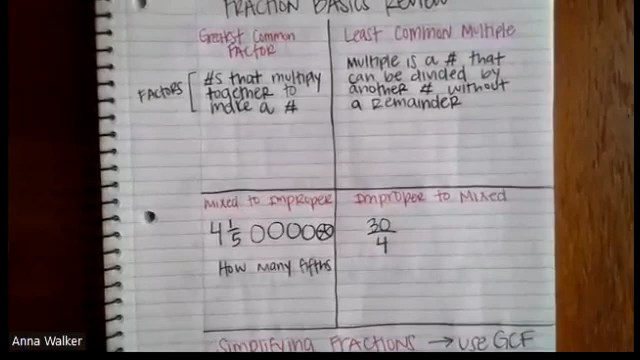 FRACTION BASICS REVIEW
Greatest Common
FACTOR
FACTORS
#s that multiply
together to
make a #
Least Common Multiple
Multiple is a # that
can be divided by
another # without
a remainder
Mixed to Improper
4 1/5
How many fifths
Improper to Mixed
30
4
Simplifying FRACTIONS → use GCF
Anna Walker